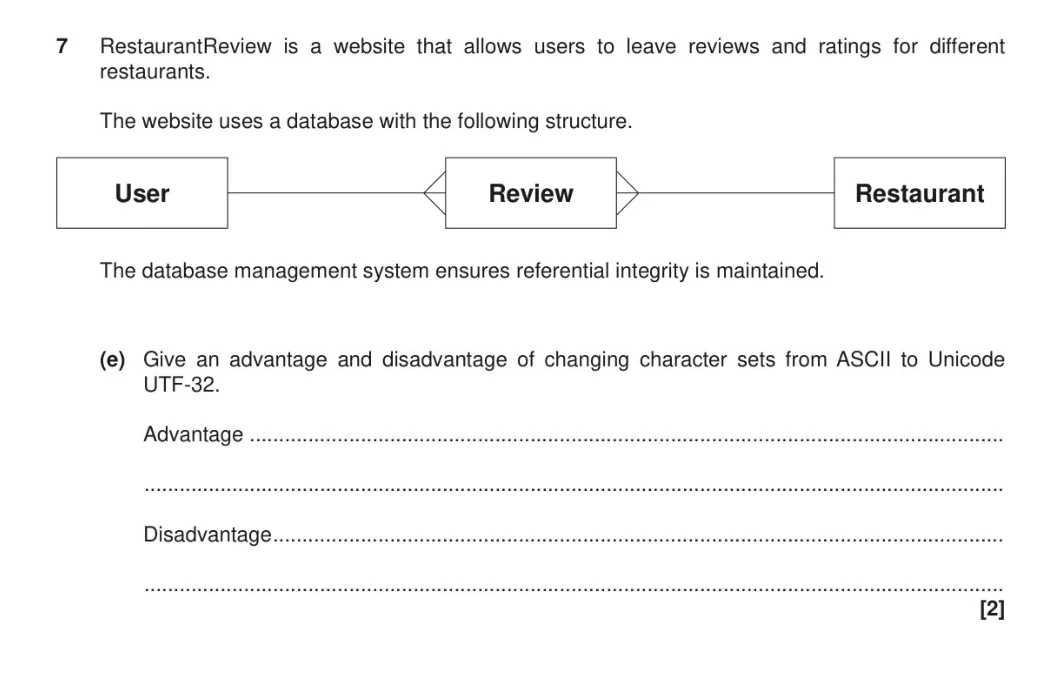 7 RestaurantReview is a website that allows users to leave reviews and ratings for different
restaurants.
The website uses a database with the following structure.
User Review Restaurant
The database management system ensures referential integrity is maintained.
(e) Give an advantage and disadvantage of changing character sets from ASCII to Unicode
UTF-32.
Advantage ..........................................................................................................................
..........................................................................................................................................
Disadvantage......................................................................................................................
..........................................................................................................................................
[2]